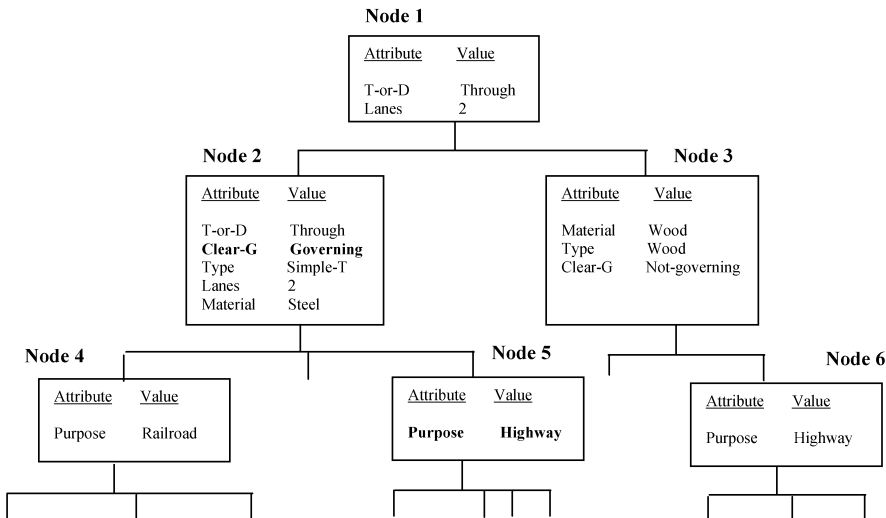 Node 1
Attribute Value
T-or-D Through
Lanes 2
Node 2
Attribute Value
T-or-D Through
Clear-G Governing
Type Simple-T
Lanes 2
Material Steel
Node 3
Attribute Value
Material Wood
Type Wood
Clear-G Not-governing
Node 4
Attribute Value
Purpose Railroad
Node 5
Attribute Value
Purpose Highway
Node 6
Attribute Value
Purpose Highway